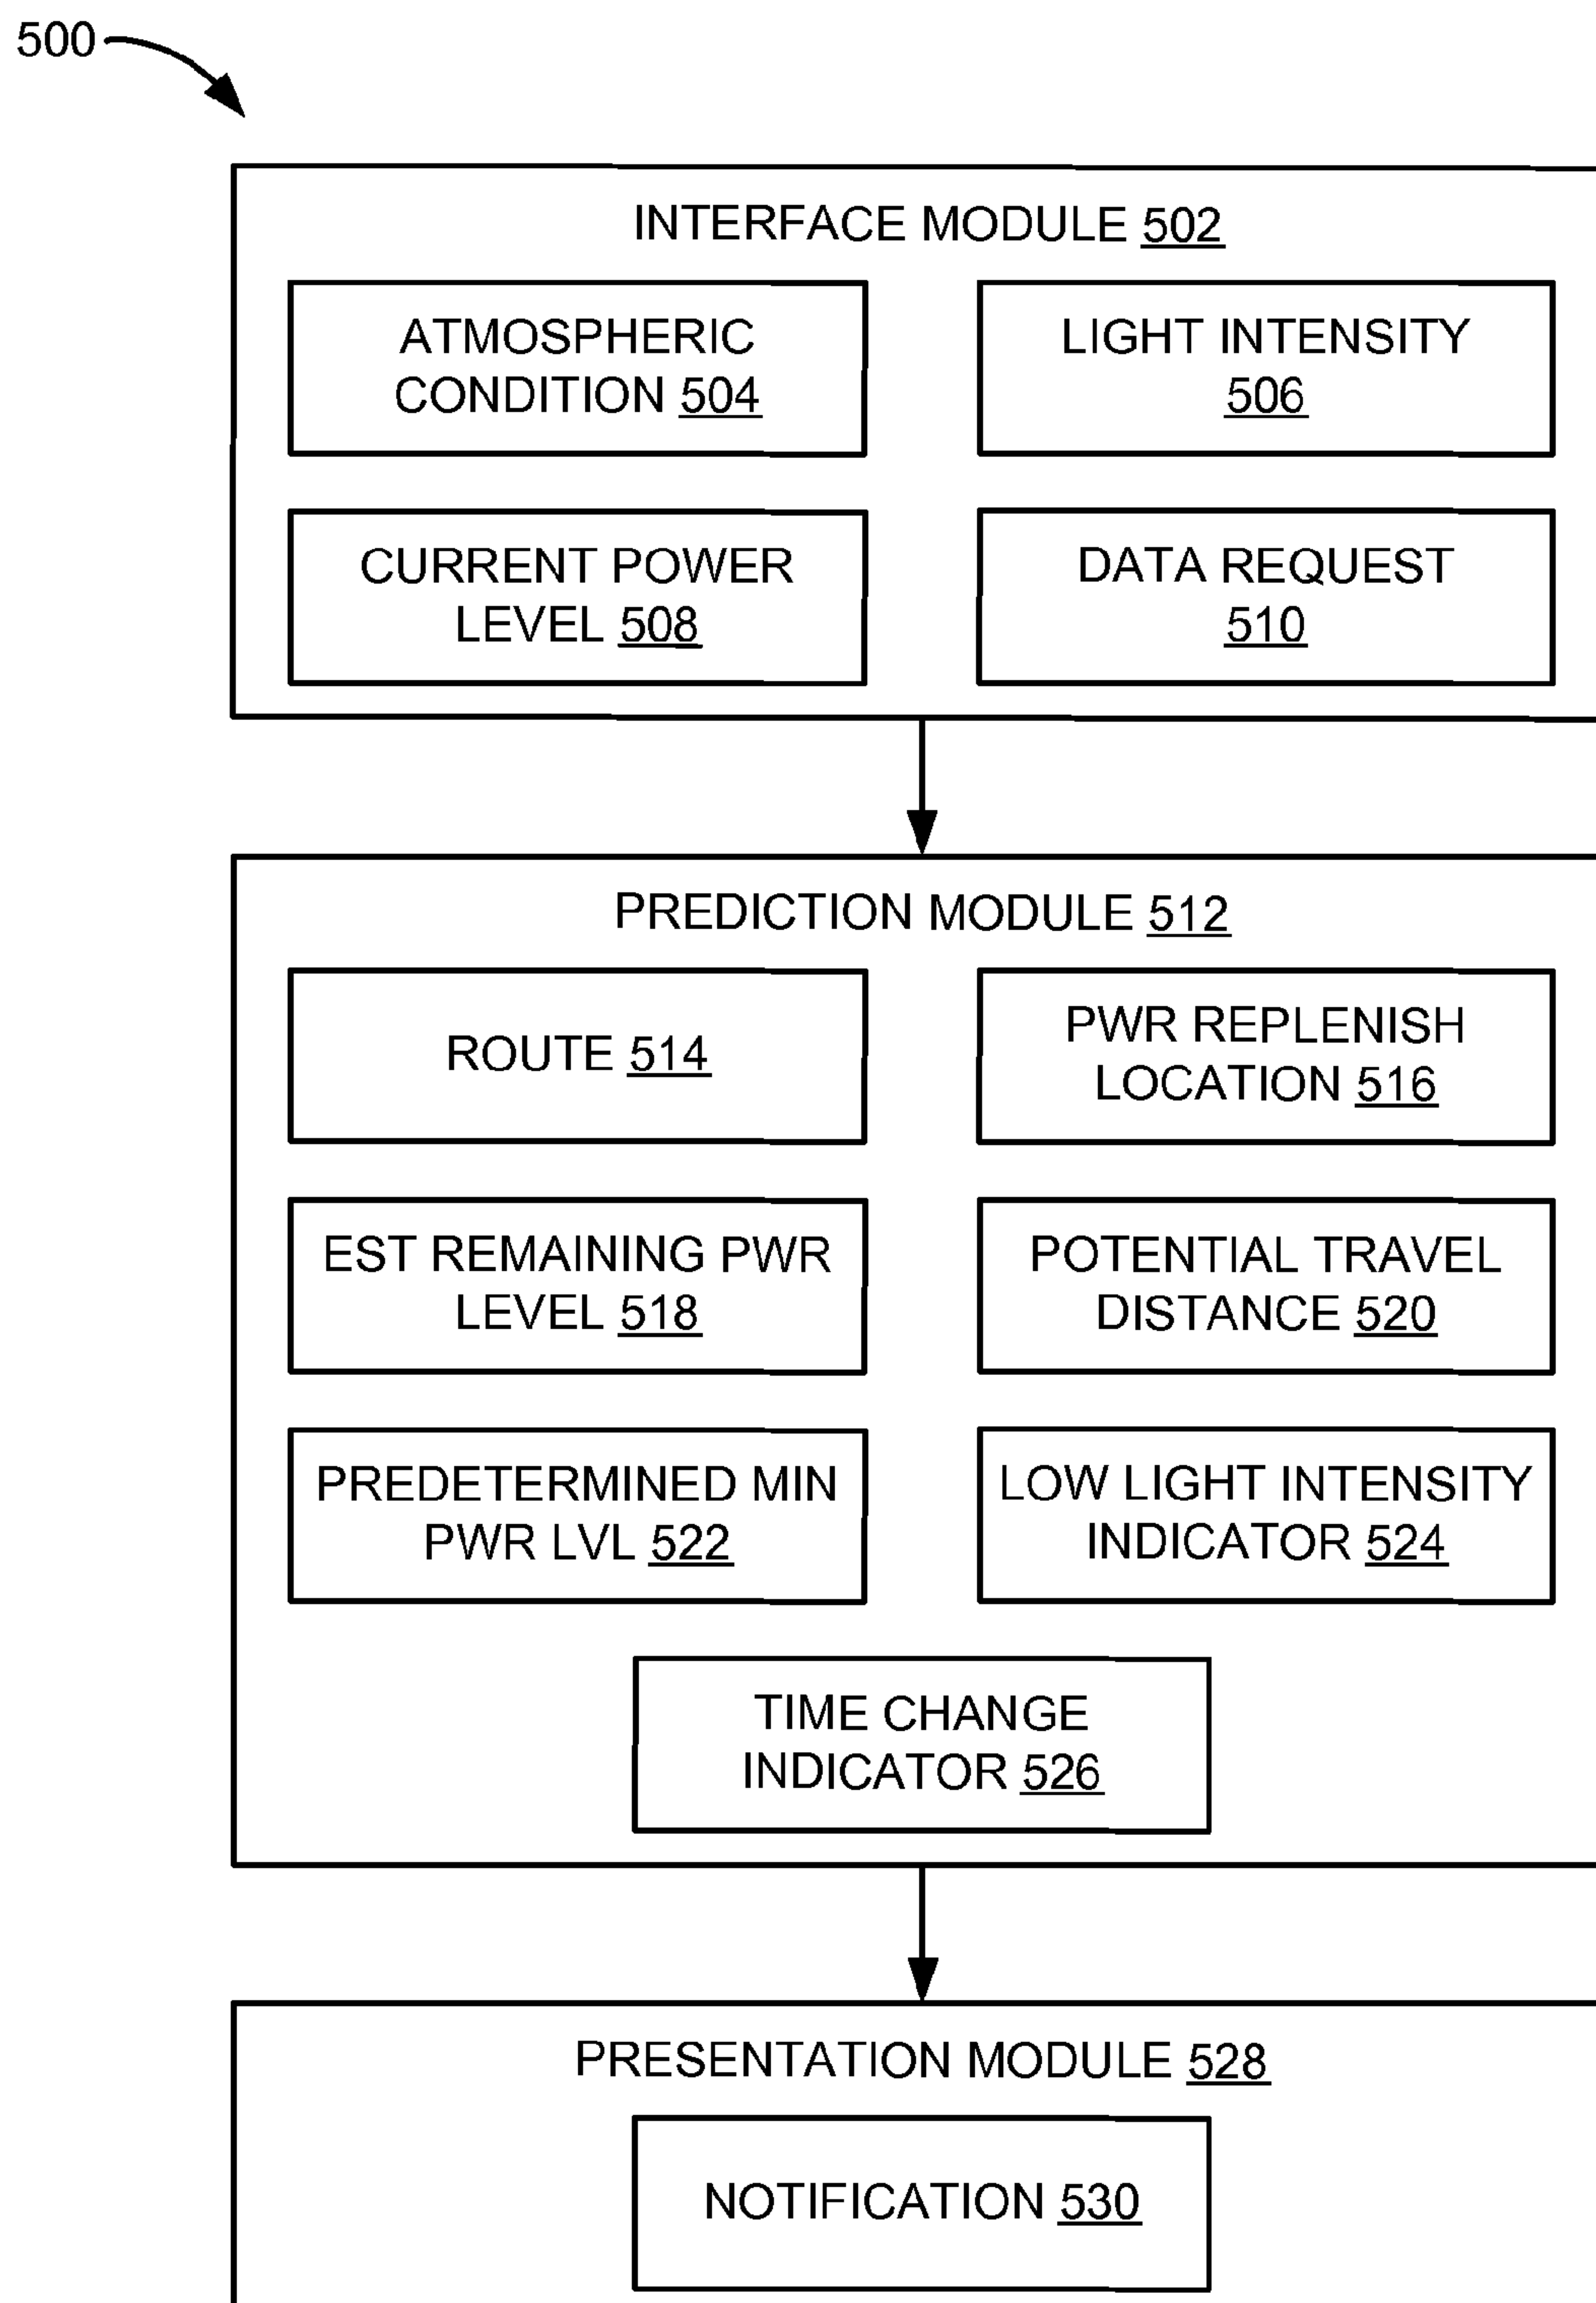 500
INTERFACE MODULE 502
ATMOSPHERIC
CONDITION 504
LIGHT INTENSITY
506
CURRENT POWER
LEVEL 508
DATA REQUEST
510
PREDICTION MODULE 512
ROUTE 514
PWR REPLENISH
LOCATION 516
EST REMAINING PWR
LEVEL 518
POTENTIAL TRAVEL
DISTANCE 520
PREDETERMINED MIN
PWR LVL 522
LOW LIGHT INTENSITY
INDICATOR 524
TIME CHANGE
INDICATOR 526
PRESENTATION MODULE 528
NOTIFICATION 530